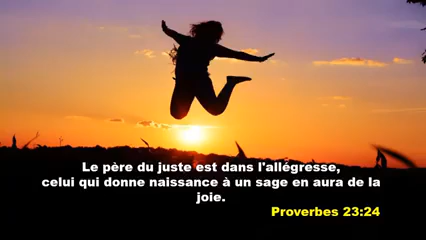 Le père du juste est dans l'allégresse,
celui qui donne naissance à un sage en aura de la
joie.
Proverbes 23:24